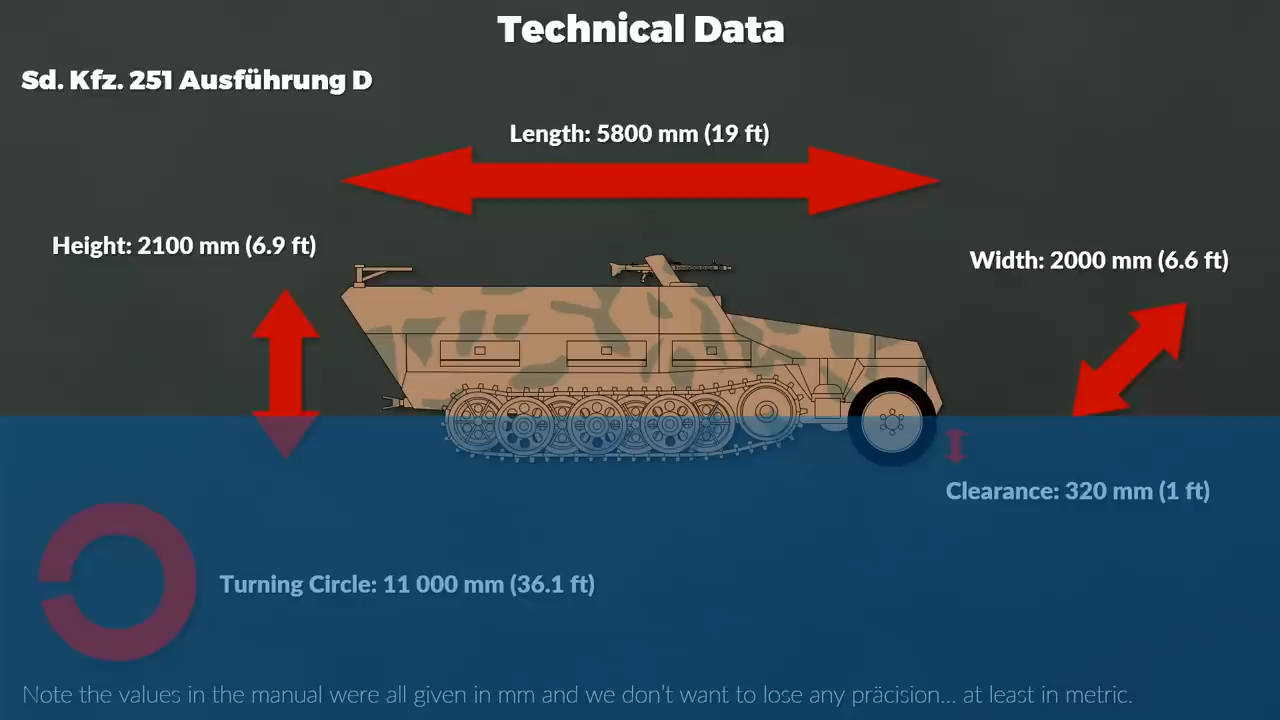 Technical Data
Sd. Kfz. 251 Ausführung D
Length: 5800 mm (19 ft)
Height: 2100 mm (6.9 ft)
Width: 2000 mm (6.6 ft)
Clearance: 320 mm (1 ft)
Turning Circle: 11 000 mm (36.1 ft)
Note the values in the manual were all given in mm and we don't want to lose any präcision... at least in metric.